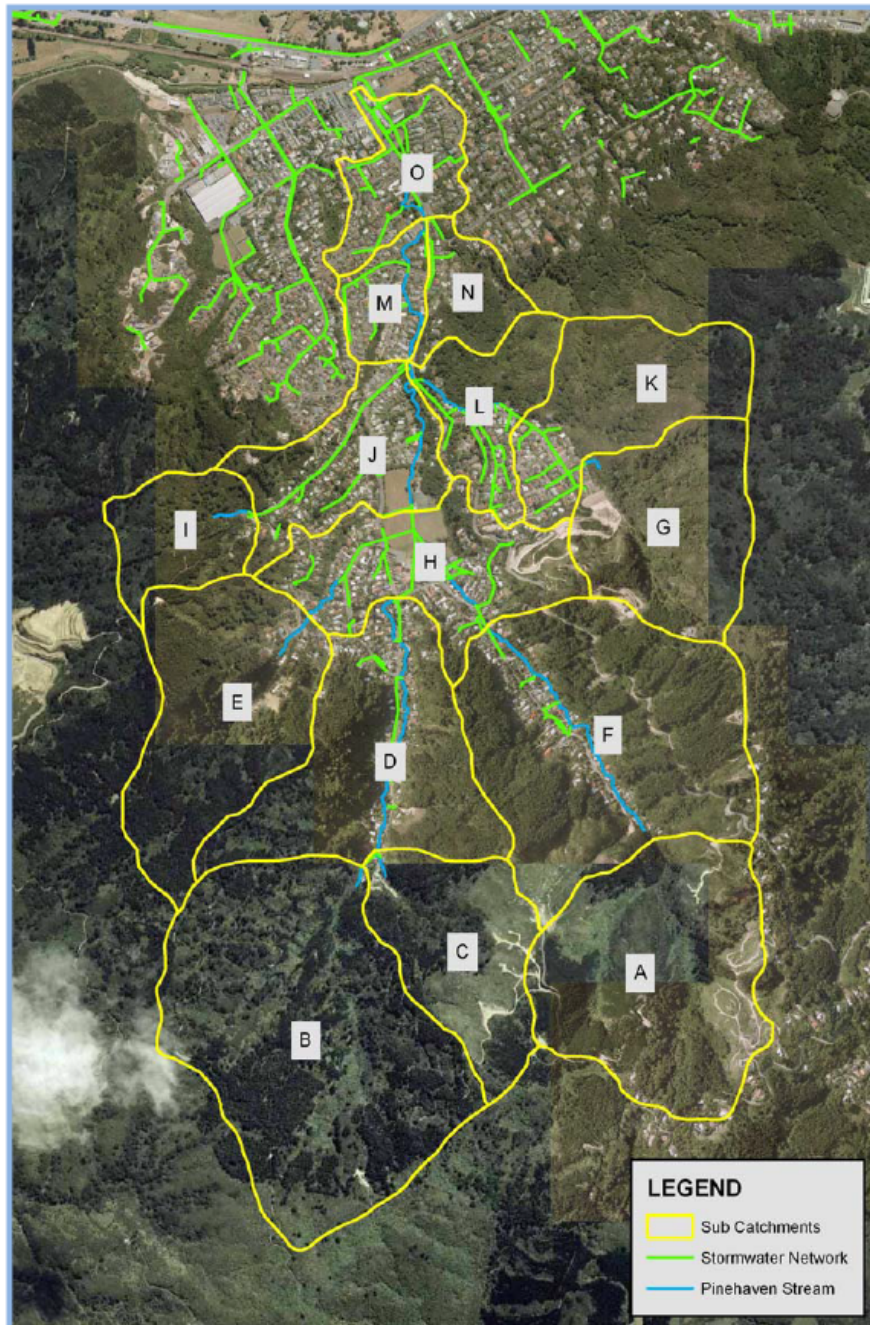 O
N
M
K
L
J
G
I
H
E
F
D
C
A
B
LEGEND
Sub Catchments
Stormwater Network
Pinehaven Stream